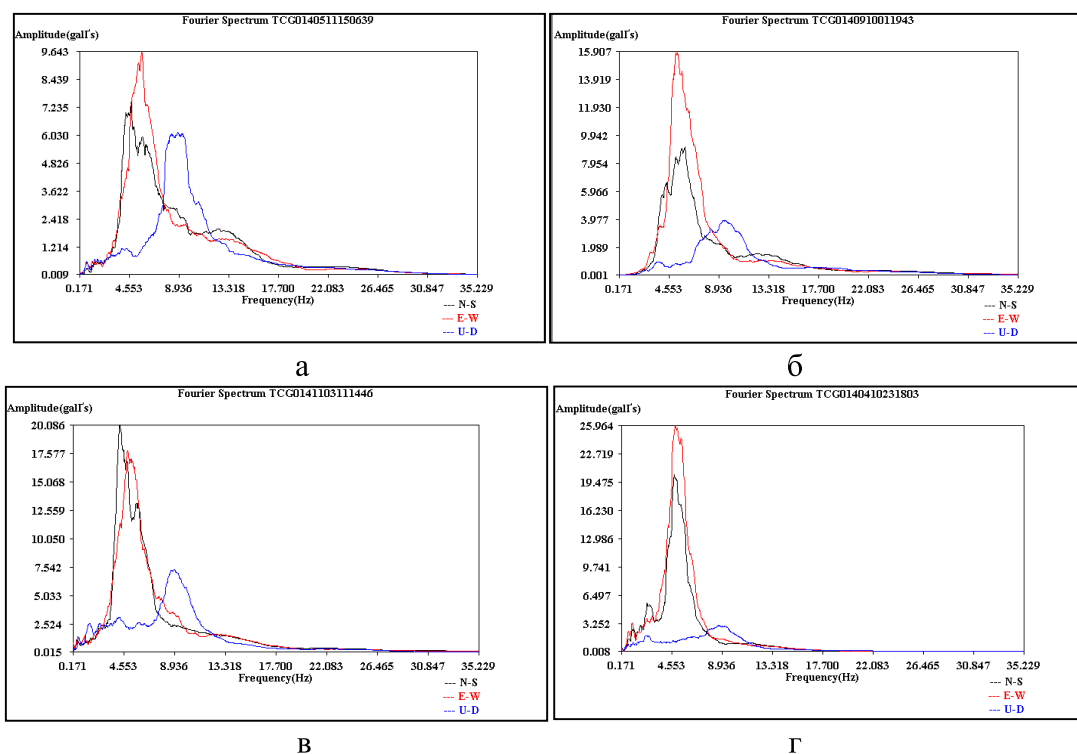 Fourier Spectrum TCG0140511150639
Amplitude(gall's)
9.643
8.439
7.235
6.030
4.826
3.622
2.418
1.214
0.009
0.171 4.553 8.936 13.318 17.700 22.083 26.465 30.847 35.229
Frequency(Hz)
--- N-S
--- E-W
--- U-D
а
Fourier Spectrum TCG0140910011943
Amplitude(gall's)
15.907
13.919
11.930
9.942
7.954
5.966
3.977
1.989
0.001
0.171 4.553 8.936 13.318 17.700 22.083 26.465 30.847 35.229
Frequency(Hz)
--- N-S
--- E-W
--- U-D
б
Fourier Spectrum TCG0141103111446
Amplitude(gall's)
20.086
17.577
15.068
12.559
10.050
7.542
5.033
2.524
0.015
0.171 4.553 8.936 13.318 17.700 22.083 26.465 30.847 35.229
Frequency(Hz)
--- N-S
--- E-W
--- U-D
в
Fourier Spectrum TCG0140410231803
Amplitude(gall's)
25.964
22.719
19.475
16.230
12.986
9.741
6.497
3.252
0.008
0.171 4.553 8.936 13.318 17.700 22.083 26.465 30.847 35.229
Frequency(Hz)
--- N-S
--- E-W
--- U-D
г